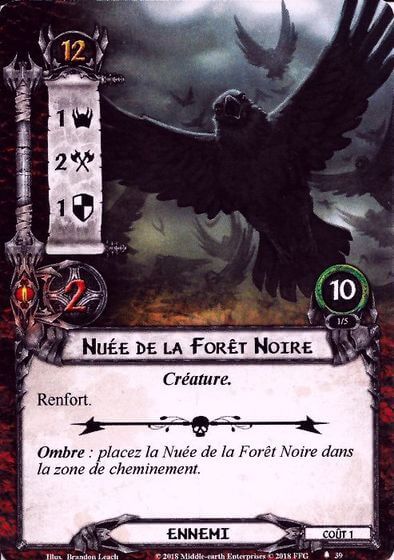 12
1
2
1
2
10
1/5
NUÉE DE LA FORÊT NOIRE
Créature.
Renfort.
Ombre : placez la Nuée de la Forêt Noire dans
la zone de cheminement.
ENNEMI
COÛT 1
Illus. Brandon Leach
© 2018 Middle-earth Enterprises © 2018 FFG
39